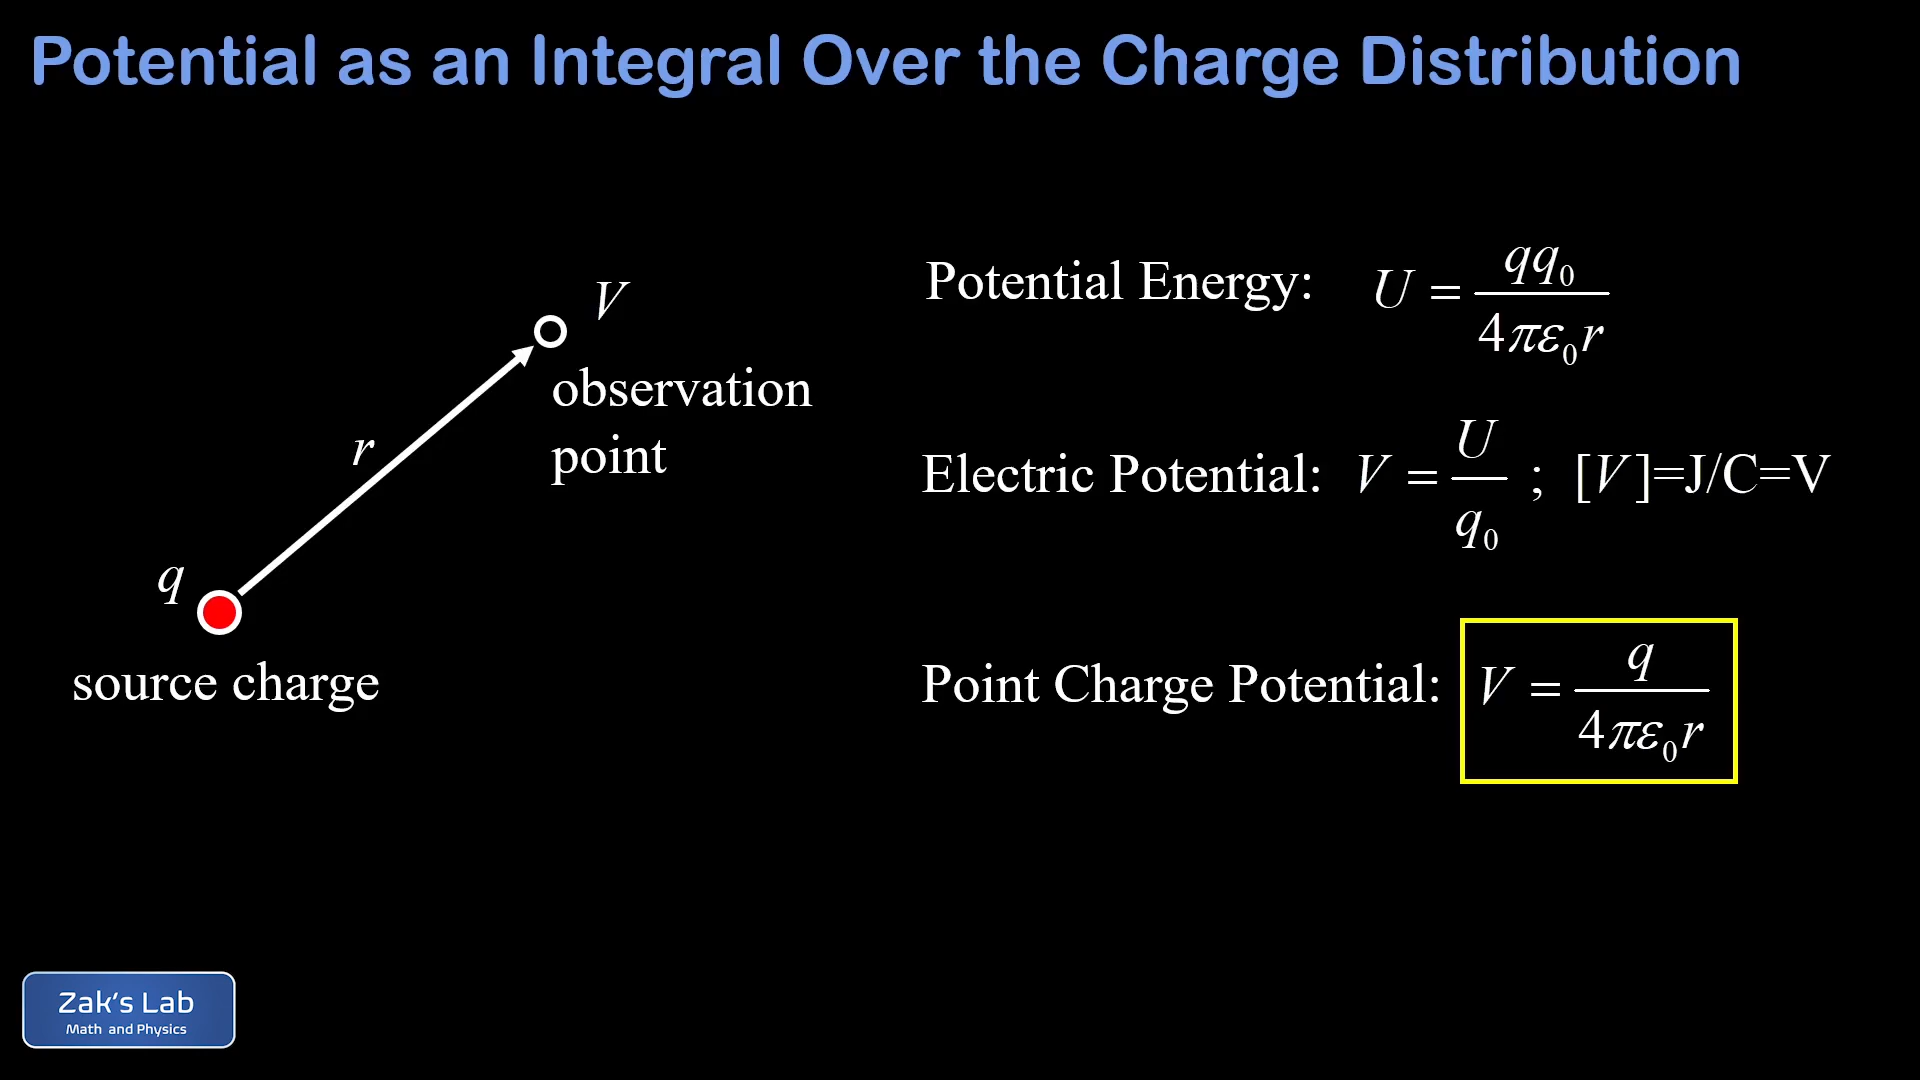 Potential as an Integral Over the Charge Distribution
V
observation
point
r
q
source charge
Potential Energy: U = qq₀ / 4πε₀r
Electric Potential: V = U / q₀ ; [V]=J/C=V
Point Charge Potential: V = q / 4πε₀r
Zak's Lab
Math and Physics